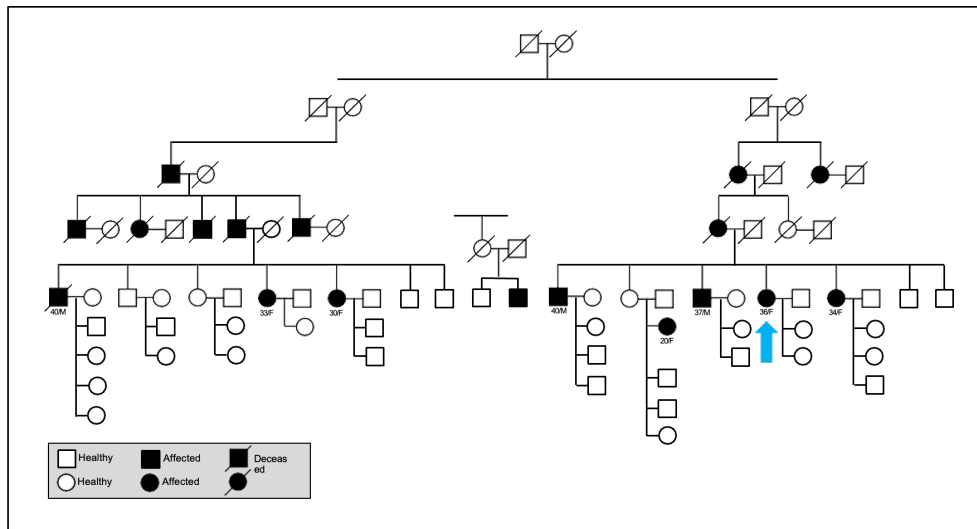 40/M
33/F
30/F
40/M
37/M
36/F
34/F
20/F
Healthy
Affected
Deceas
ed
Healthy
Affected